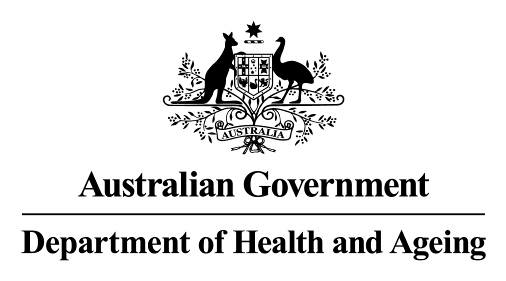 AUSTRALIA
Australian Government
Department of Health and Ageing